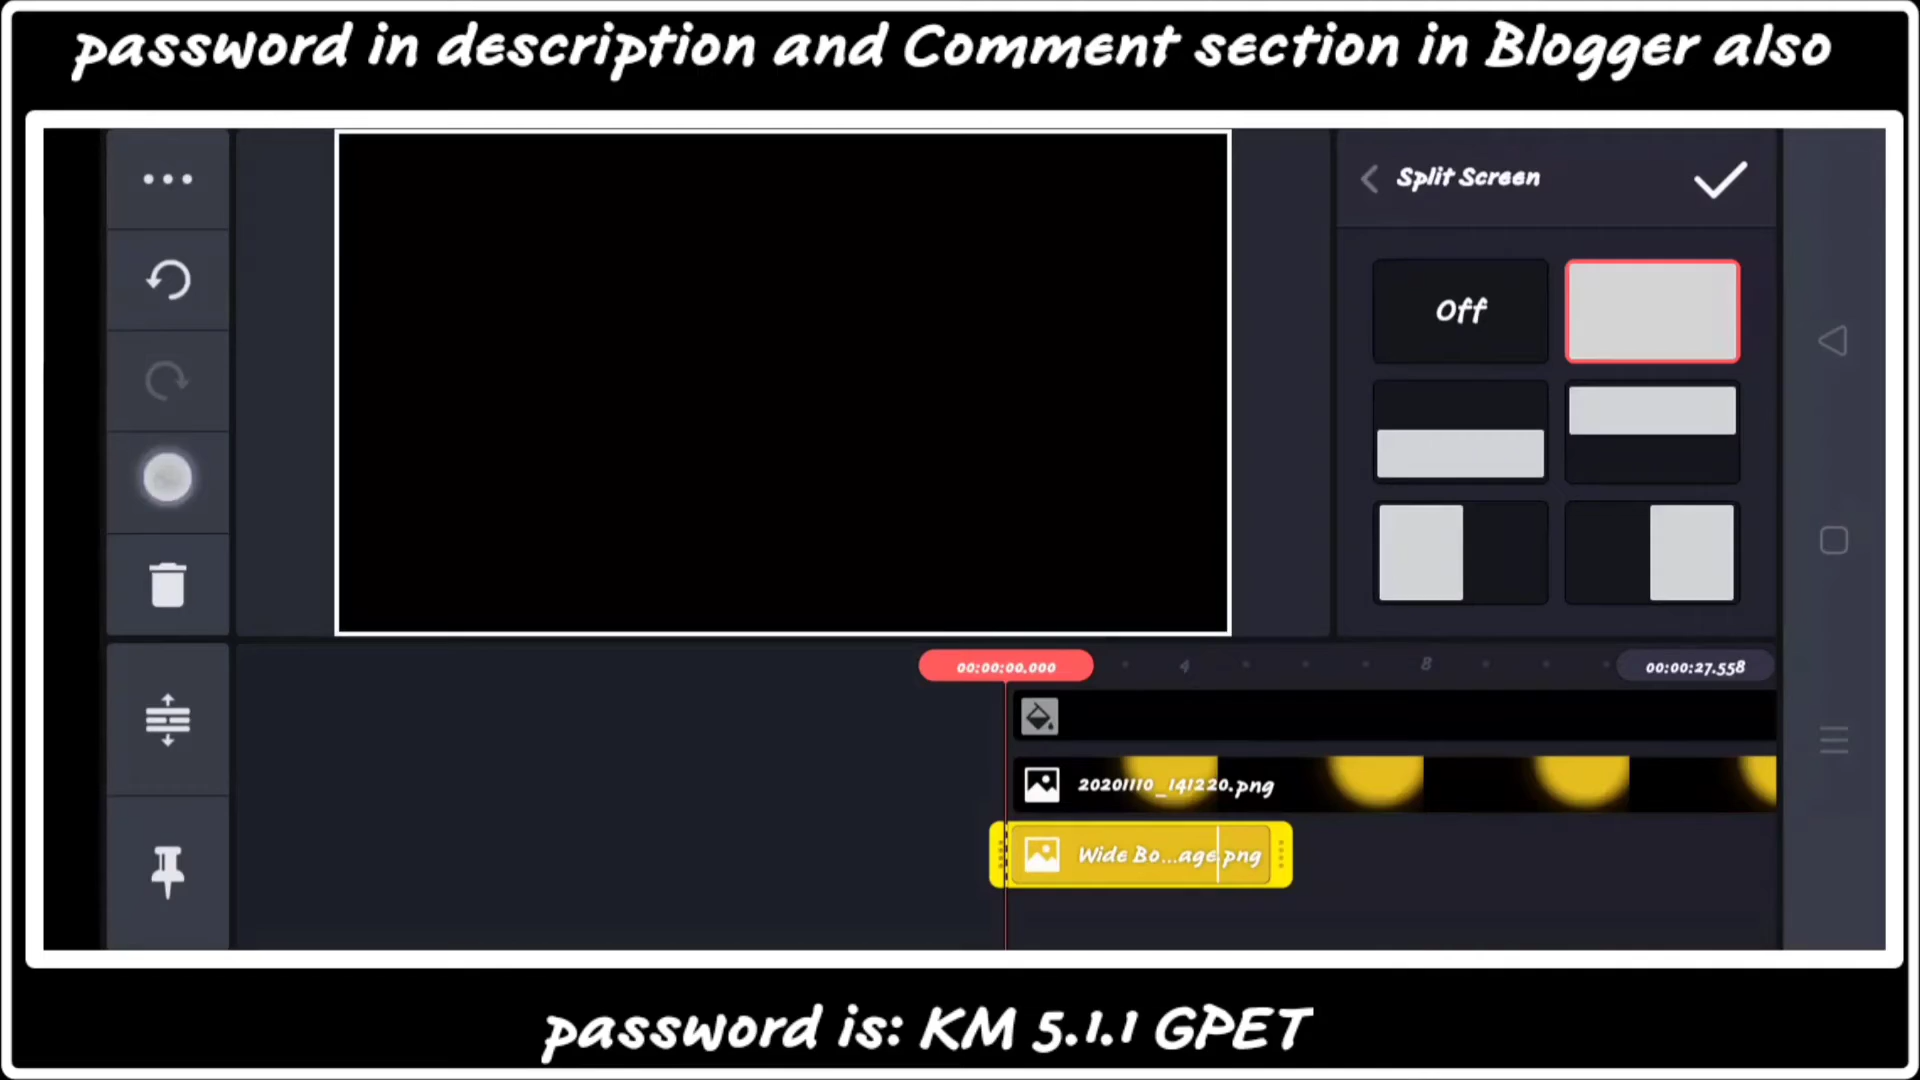 password in description and Comment section in Blogger also
Split Screen
Off
00:00:00.000
4
8
00:00:27.558
20201110_141220.png
Wide Bo...age.png
password is: KM 5.1.1 GPET